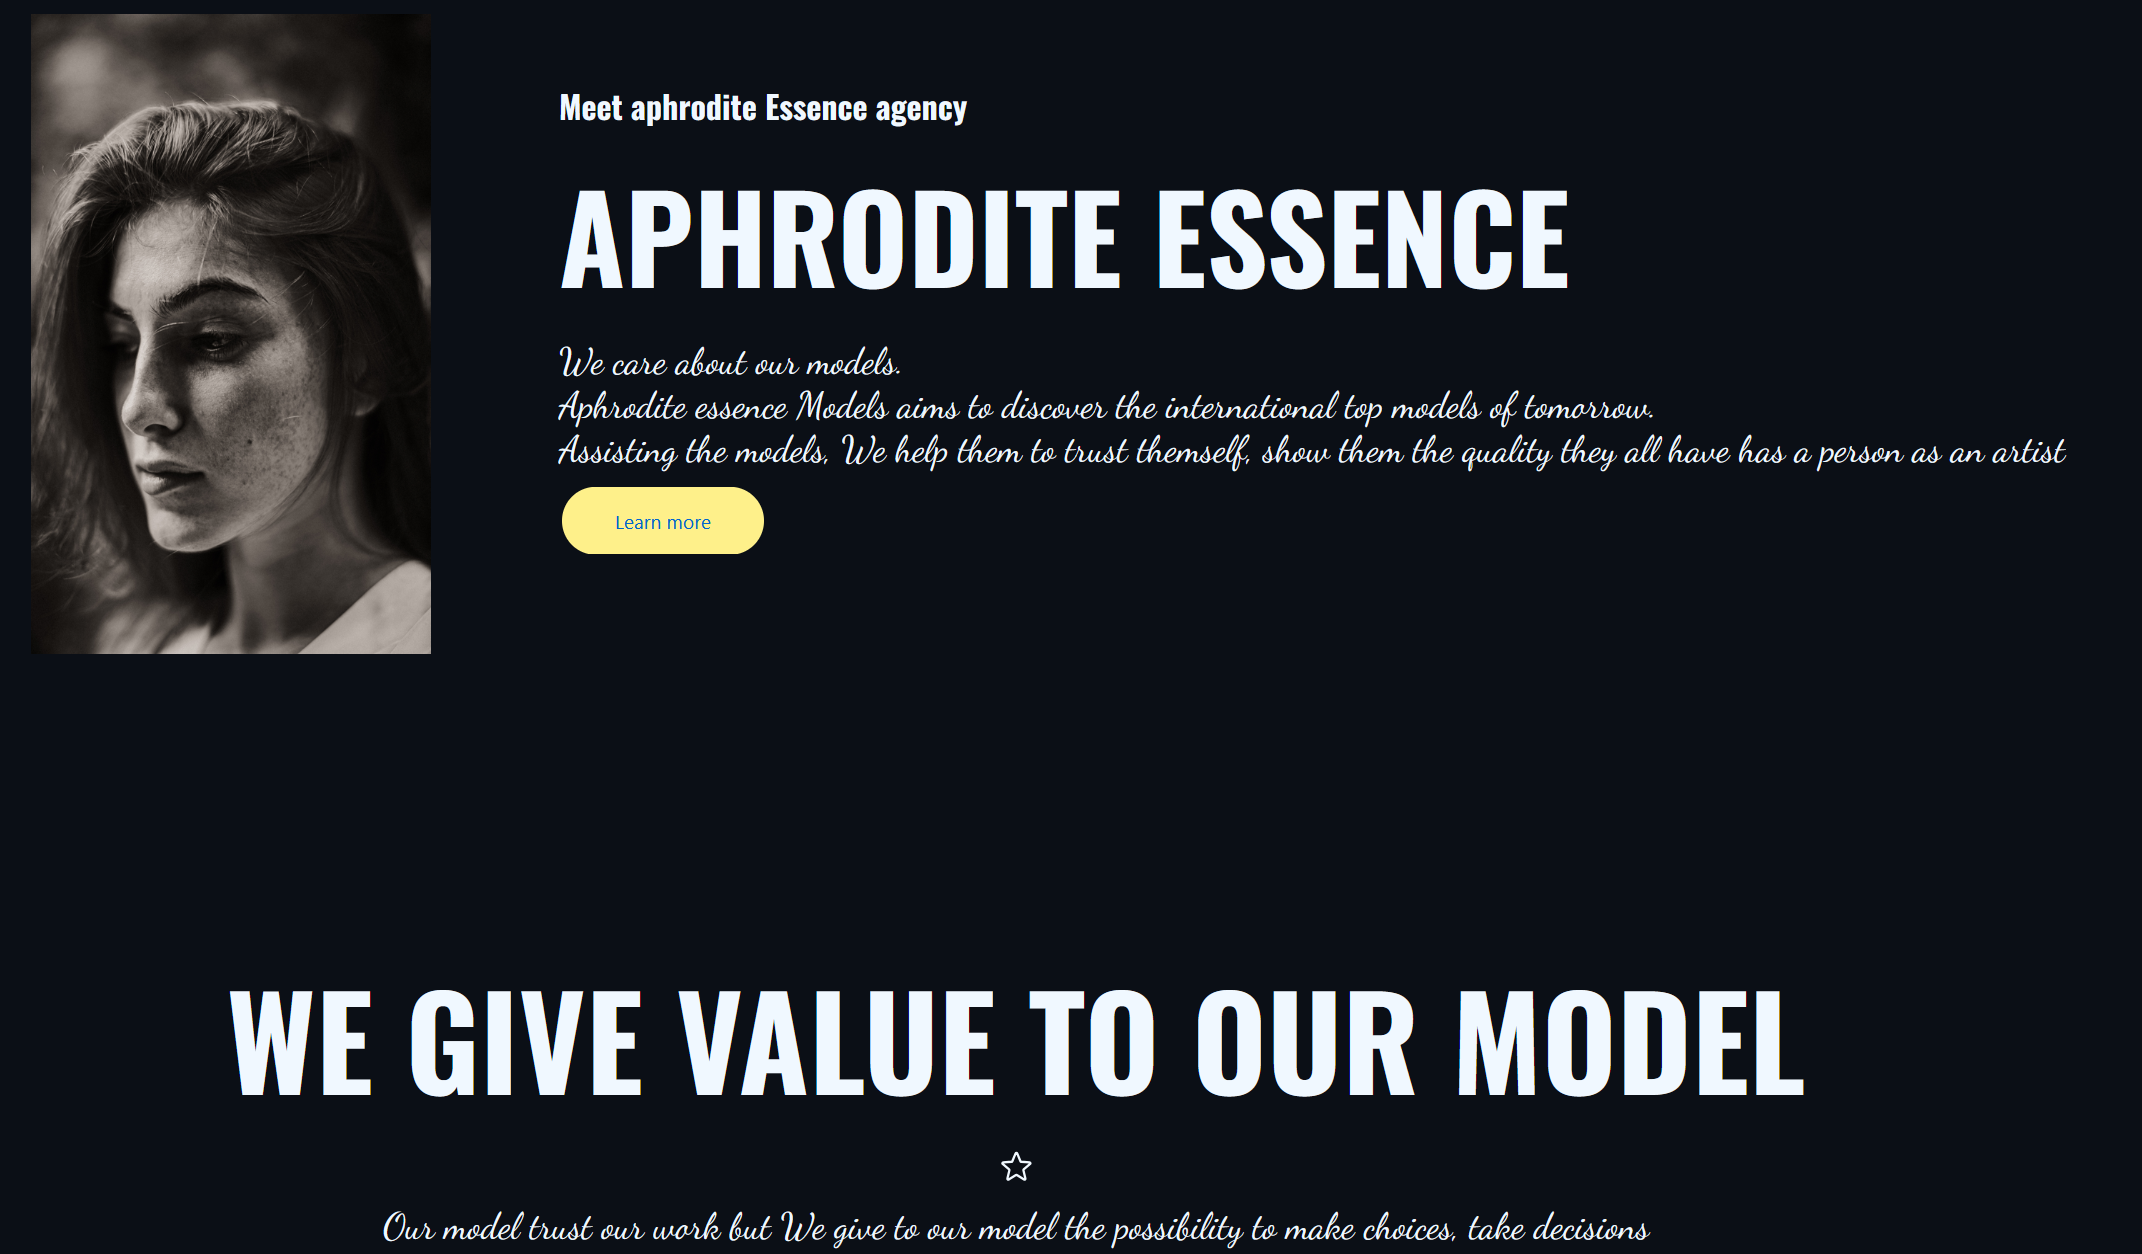 Meet aphrodite Essence agency
APHRODITE ESSENCE
We care about our models.
Aphrodite essence Models aims to discover the international top models of tomorrow.
Assisting the models, We help them to trust themself, show them the quality they all have has a person as an artist
Learn more
WE GIVE VALUE TO OUR MODEL
Our model trust our work but We give to our model the possibility to make choices, take decisions